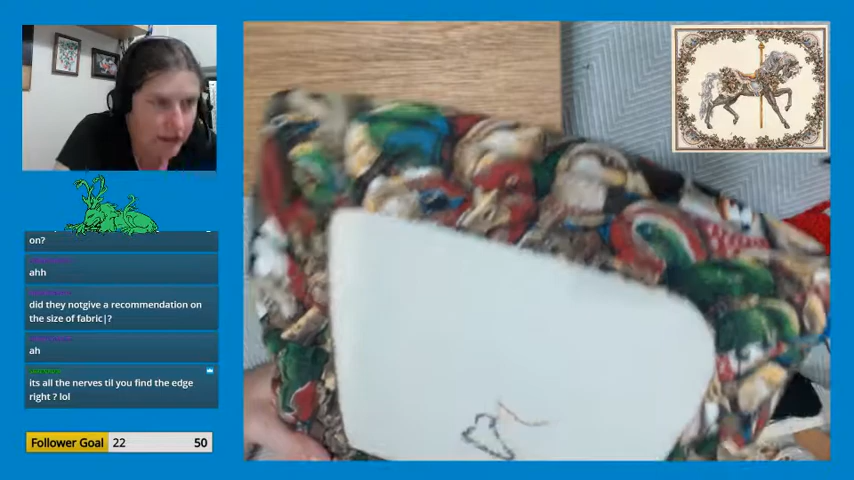 on?
ahh
did they notgive a recommendation on
the size of fabric|?
ah
its all the nerves til you find the edge
right ? lol
Follower Goal 22 50